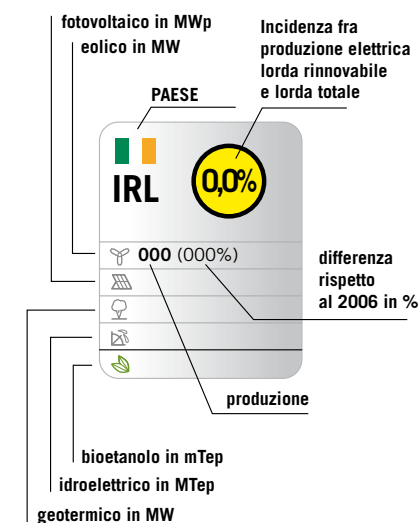 fotovoltaico in MWp
eolico in MW
Incidenza fra
produzione elettrica
lorda rinnovabile
e lorda totale
PAESE
IRL
0,0%
000 (000%)
differenza
rispetto
al 2006 in %
produzione
bioetanolo in mTep
idroelettrico in MTep
geotermico in MW